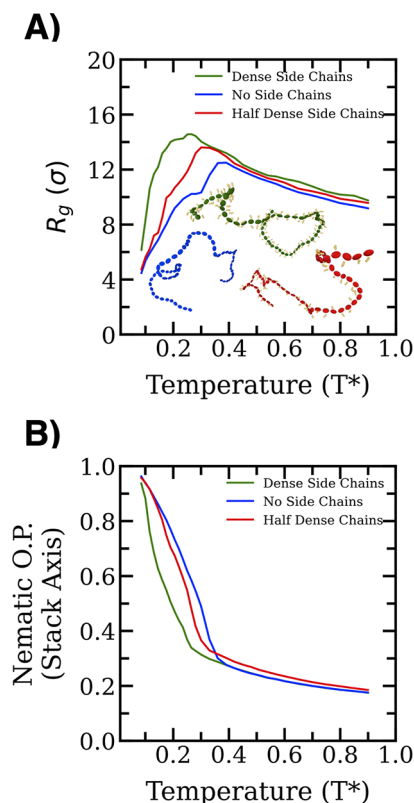 A)
20
16
12
8
4
0
R_g (σ)
Dense Side Chains
No Side Chains
Half Dense Side Chains
0.2 0.4 0.6 0.8 1.0
Temperature (T*)
B)
1.0
0.8
0.6
0.4
0.2
0.0
Nematic O.P.
(Stack Axis)
Dense Side Chains
No Side Chains
Half Dense Chains
0.2 0.4 0.6 0.8 1.0
Temperature (T*)